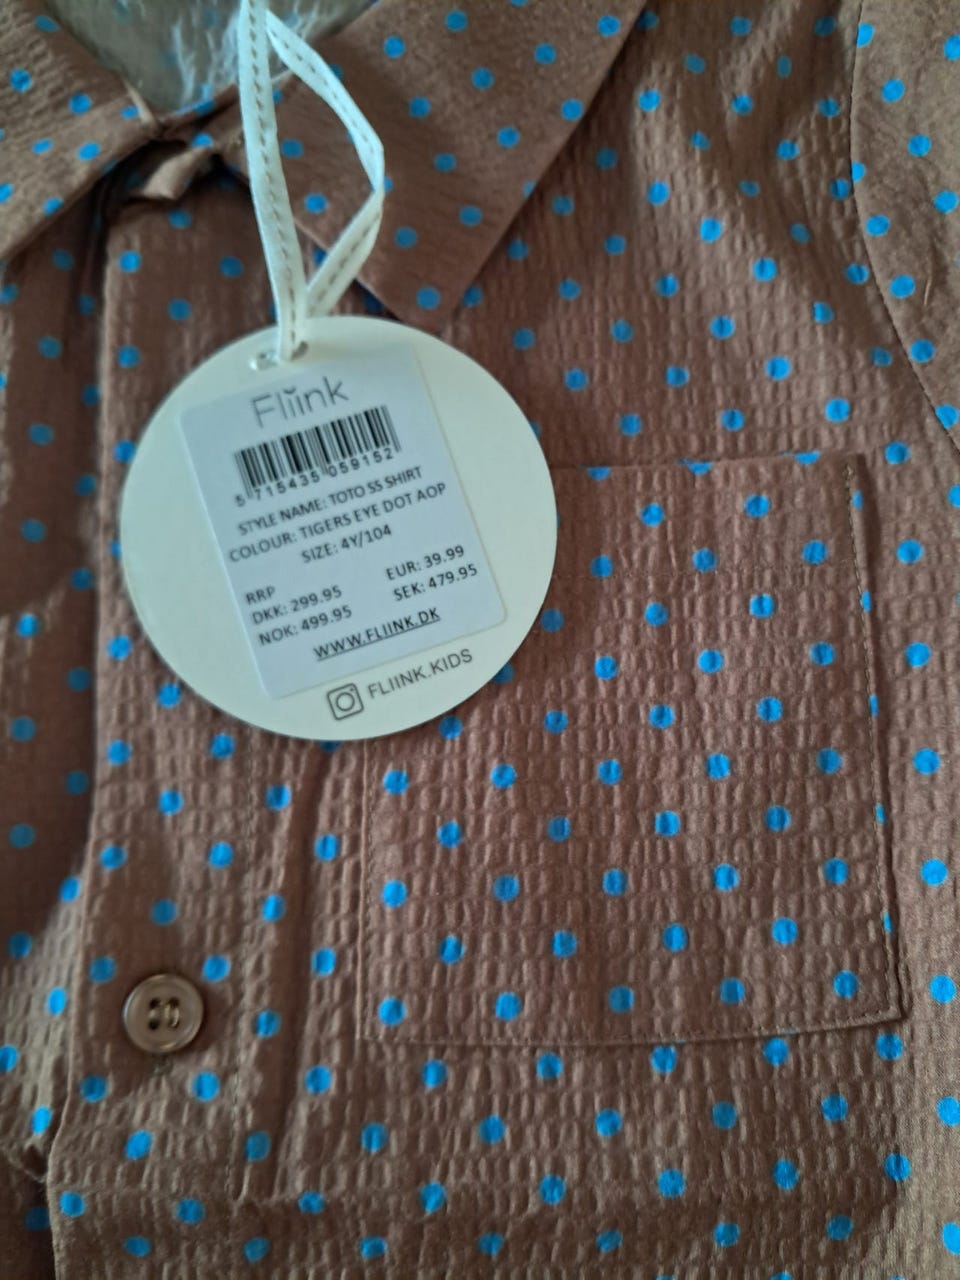 Fliink
5 715435 059152
STYLE NAME: TOTO SS SHIRT
COLOUR: TIGERS EYE DOT AOP
SIZE: 4Y/104
RRP
DKK: 299.95 EUR: 39.99
NOK: 499.95 SEK: 479.95
WWW.FLIINK.DK
FLIINK.KIDS